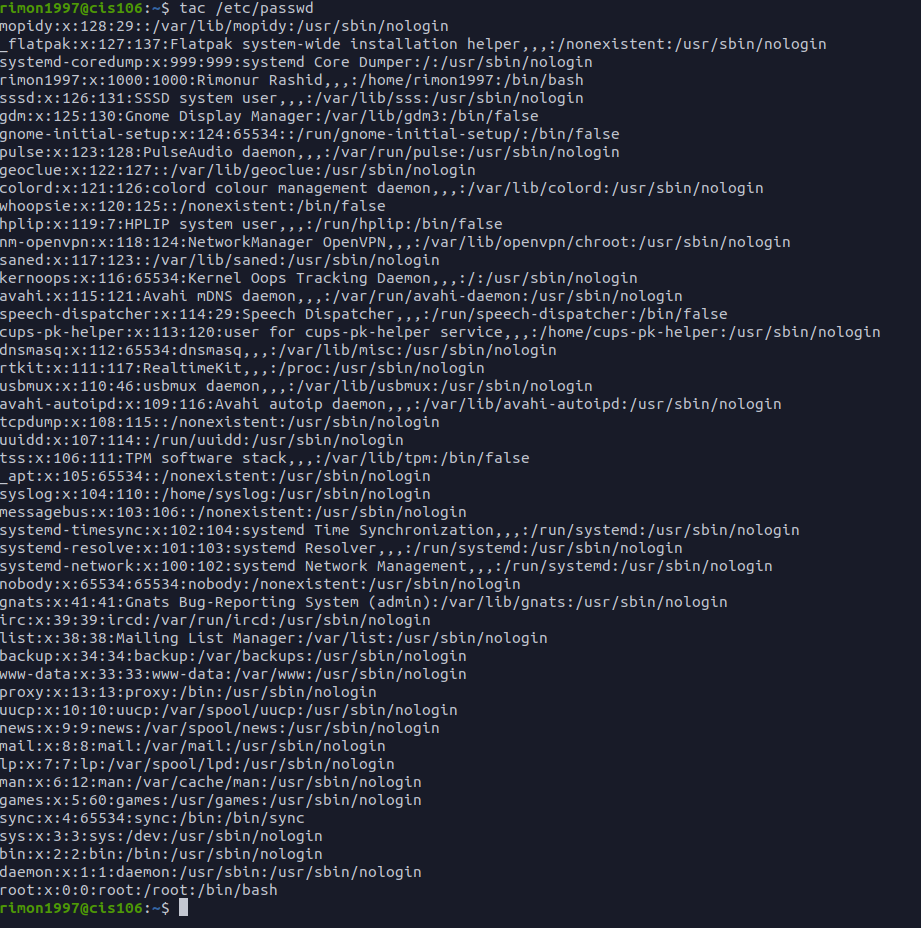 rimon1997@cis106:~$ tac /etc/passwd
mopidy:x:128:29::/var/lib/mopidy:/usr/sbin/nologin
_flatpak:x:127:137:Flatpak system-wide installation helper,,,:/nonexistent:/usr/sbin/nologin
systemd-coredump:x:999:999:systemd Core Dumper:/:/usr/sbin/nologin
rimon1997:x:1000:1000:Rimonur Rashid,,,:/home/rimon1997:/bin/bash
sssd:x:126:131:SSSD system user,,,:/var/lib/sss:/usr/sbin/nologin
gdm:x:125:130:Gnome Display Manager:/var/lib/gdm3:/bin/false
gnome-initial-setup:x:124:65534::/run/gnome-initial-setup/:/bin/false
pulse:x:123:128:PulseAudio daemon,,,:/var/run/pulse:/usr/sbin/nologin
geoclue:x:122:127::/var/lib/geoclue:/usr/sbin/nologin
colord:x:121:126:colord colour management daemon,,,:/var/lib/colord:/usr/sbin/nologin
whoopsie:x:120:125::/nonexistent:/bin/false
hplip:x:119:7:HPLIP system user,,,:/run/hplip:/bin/false
nm-openvpn:x:118:124:NetworkManager OpenVPN,,,:/var/lib/openvpn/chroot:/usr/sbin/nologin
saned:x:117:123::/var/lib/saned:/usr/sbin/nologin
kernoops:x:116:65534:Kernel Oops Tracking Daemon,,,:/:/usr/sbin/nologin
avahi:x:115:121:Avahi mDNS daemon,,,:/var/run/avahi-daemon:/usr/sbin/nologin
speech-dispatcher:x:114:29:Speech Dispatcher,,,:/run/speech-dispatcher:/bin/false
cups-pk-helper:x:113:120:user for cups-pk-helper service,,,:/home/cups-pk-helper:/usr/sbin/nologin
dnsmasq:x:112:65534:dnsmasq,,,:/var/lib/misc:/usr/sbin/nologin
rtkit:x:111:117:RealtimeKit,,,:/proc:/usr/sbin/nologin
usbmux:x:110:46:usbmux daemon,,,:/var/lib/usbmux:/usr/sbin/nologin
avahi-autoipd:x:109:116:Avahi autoip daemon,,,:/var/lib/avahi-autoipd:/usr/sbin/nologin
tcpdump:x:108:115::/nonexistent:/usr/sbin/nologin
uuidd:x:107:114::/run/uuidd:/usr/sbin/nologin
tss:x:106:111:TPM software stack,,,:/var/lib/tpm:/bin/false
_apt:x:105:65534::/nonexistent:/usr/sbin/nologin
syslog:x:104:110::/home/syslog:/usr/sbin/nologin
messagebus:x:103:106::/nonexistent:/usr/sbin/nologin
systemd-timesync:x:102:104:systemd Time Synchronization,,,:/run/systemd:/usr/sbin/nologin
systemd-resolve:x:101:103:systemd Resolver,,,:/run/systemd:/usr/sbin/nologin
systemd-network:x:100:102:systemd Network Management,,,:/run/systemd:/usr/sbin/nologin
nobody:x:65534:65534:nobody:/nonexistent:/usr/sbin/nologin
gnats:x:41:41:Gnats Bug-Reporting System (admin):/var/lib/gnats:/usr/sbin/nologin
irc:x:39:39:ircd:/var/run/ircd:/usr/sbin/nologin
list:x:38:38:Mailing List Manager:/var/list:/usr/sbin/nologin
backup:x:34:34:backup:/var/backups:/usr/sbin/nologin
www-data:x:33:33:www-data:/var/www:/usr/sbin/nologin
proxy:x:13:13:proxy:/bin:/usr/sbin/nologin
uucp:x:10:10:uucp:/var/spool/uucp:/usr/sbin/nologin
news:x:9:9:news:/var/spool/news:/usr/sbin/nologin
mail:x:8:8:mail:/var/mail:/usr/sbin/nologin
lp:x:7:7:lp:/var/spool/lpd:/usr/sbin/nologin
man:x:6:12:man:/var/cache/man:/usr/sbin/nologin
games:x:5:60:games:/usr/games:/usr/sbin/nologin
sync:x:4:65534:sync:/bin:/bin/sync
sys:x:3:3:sys:/dev:/usr/sbin/nologin
bin:x:2:2:bin:/bin:/usr/sbin/nologin
daemon:x:1:1:daemon:/usr/sbin:/usr/sbin/nologin
root:x:0:0:root:/root:/bin/bash
rimon1997@cis106:~$